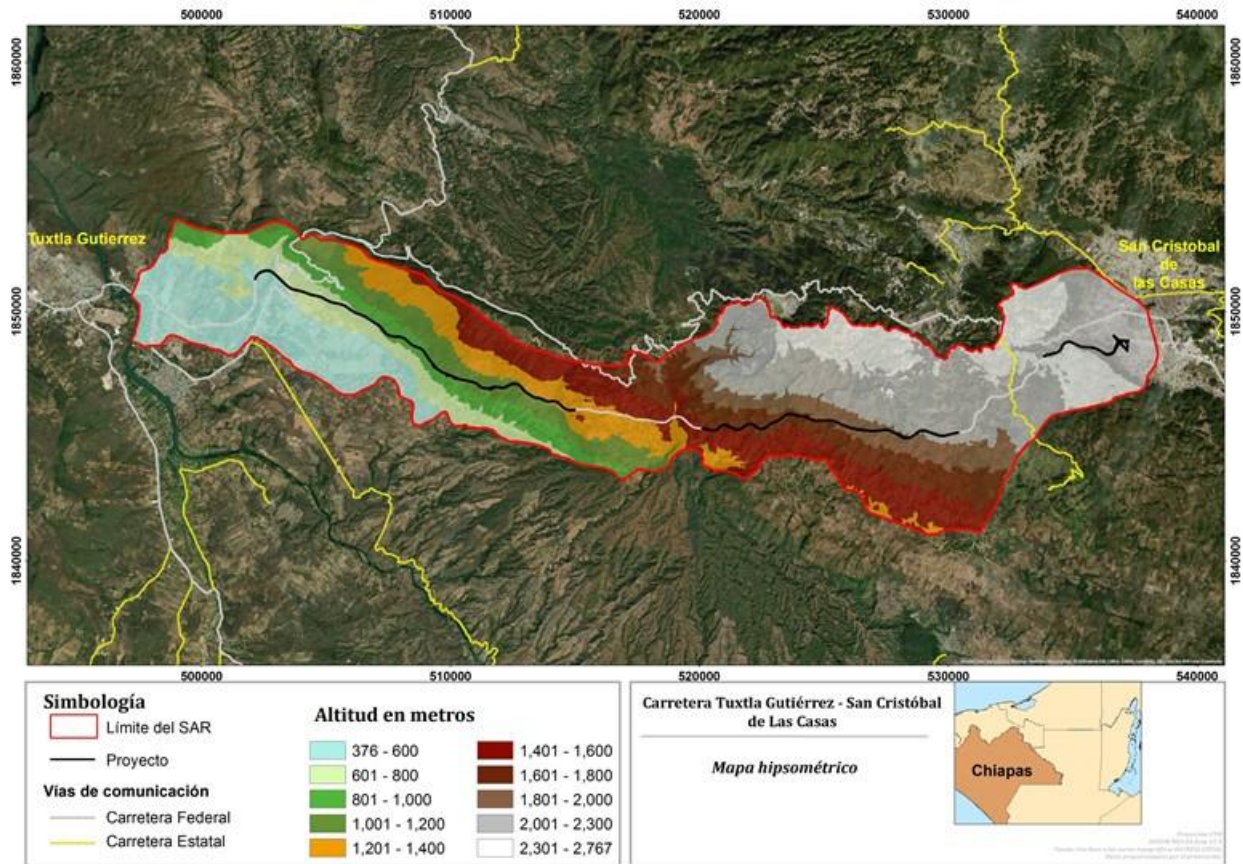 500000
510000
520000
530000
540000
1860000
1860000
Tuxtla Gutierrez
San Cristobal
de
las Casas
1850000
1850000
1840000
1840000
500000
510000
520000
530000
540000
Simbología
Límite del SAR
Proyecto
Vías de comunicación
Carretera Federal
Carretera Estatal
Altitud en metros
376 - 600
601 - 800
801 - 1,000
1,001 - 1,200
1,201 - 1,400
1,401 - 1,600
1,601 - 1,800
1,801 - 2,000
2,001 - 2,300
2,301 - 2,767
Carretera Tuxtla Gutiérrez - San Cristóbal
de Las Casas
Mapa hipsométrico
Chiapas